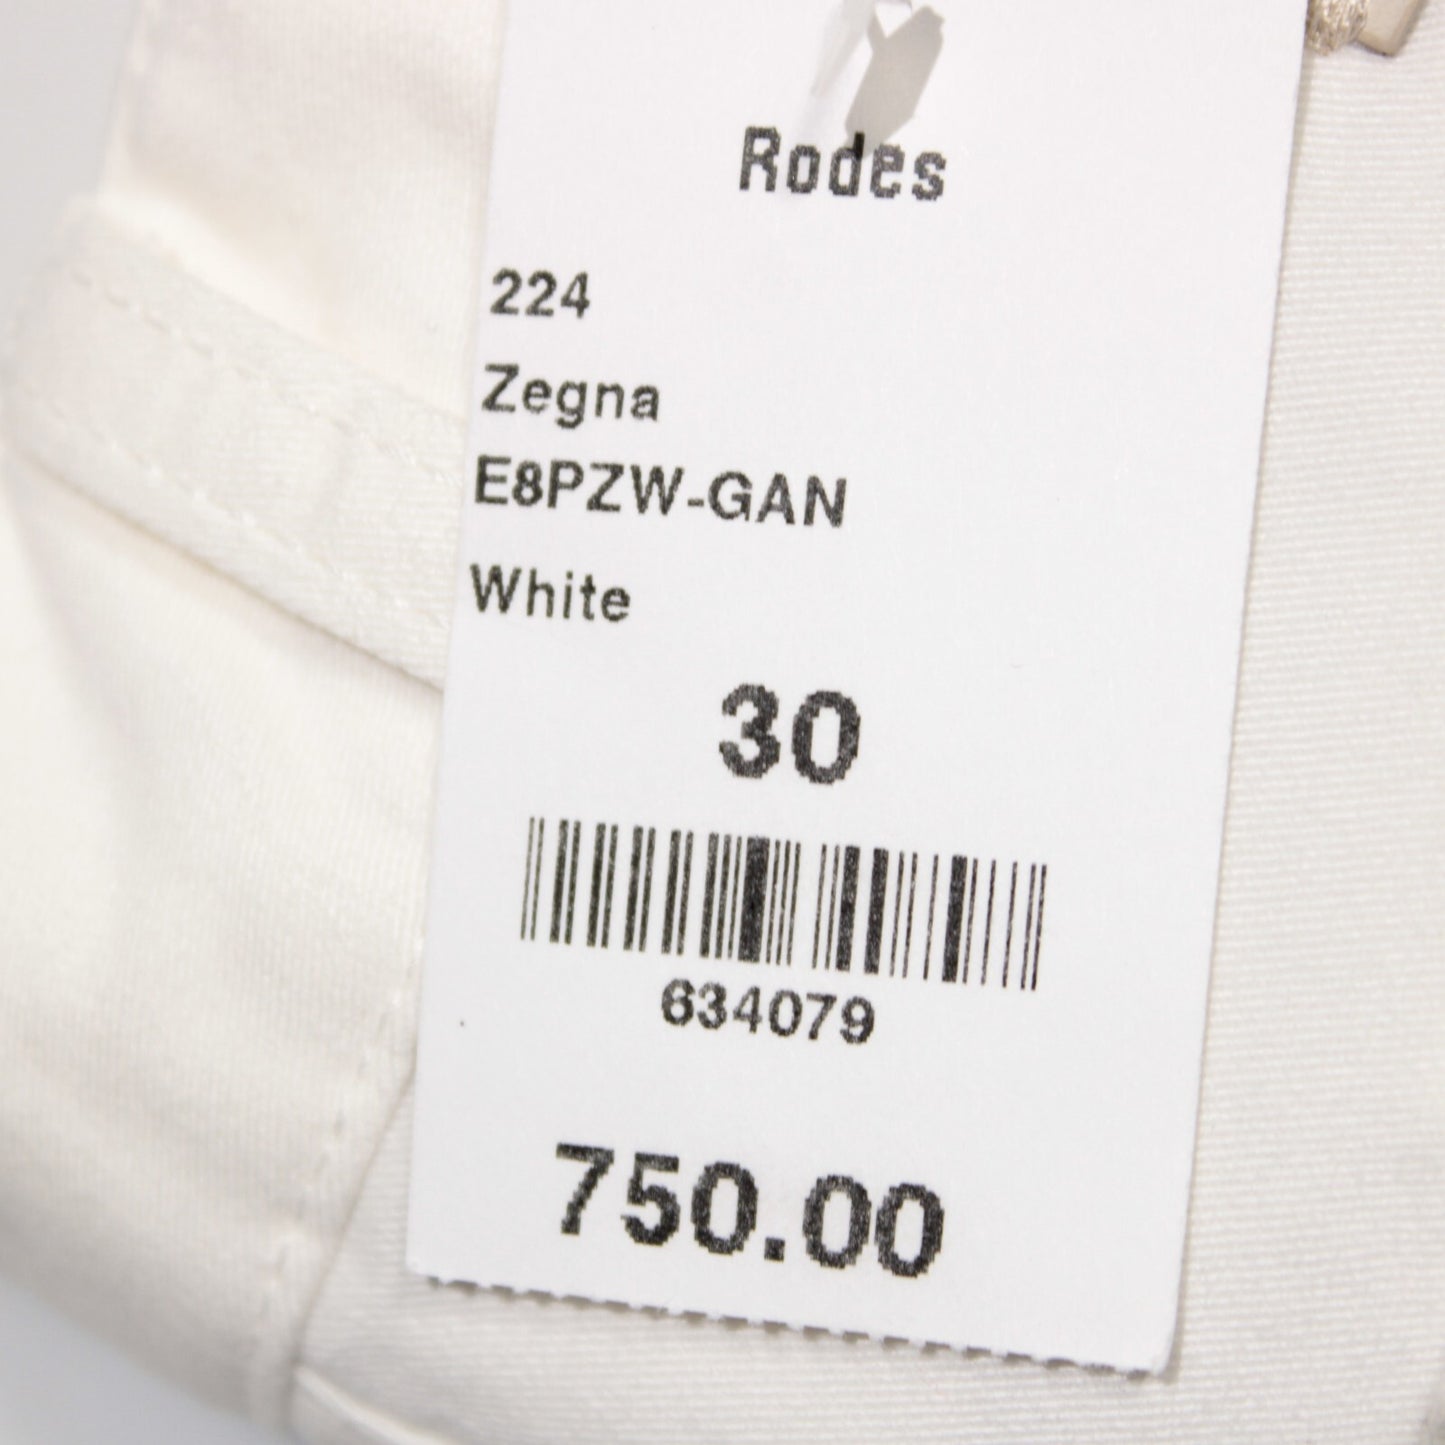 Rodes
224
Zegna
E8PZW-GAN
White
30
634079
750.00